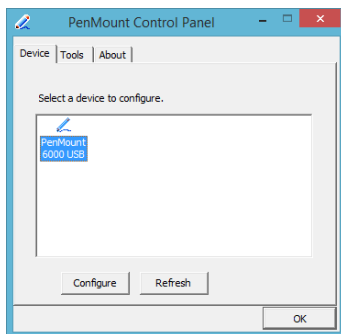 PenMount Control Panel
Device Tools About
Select a device to configure.
PenMount
6000 USB
Configure Refresh
OK